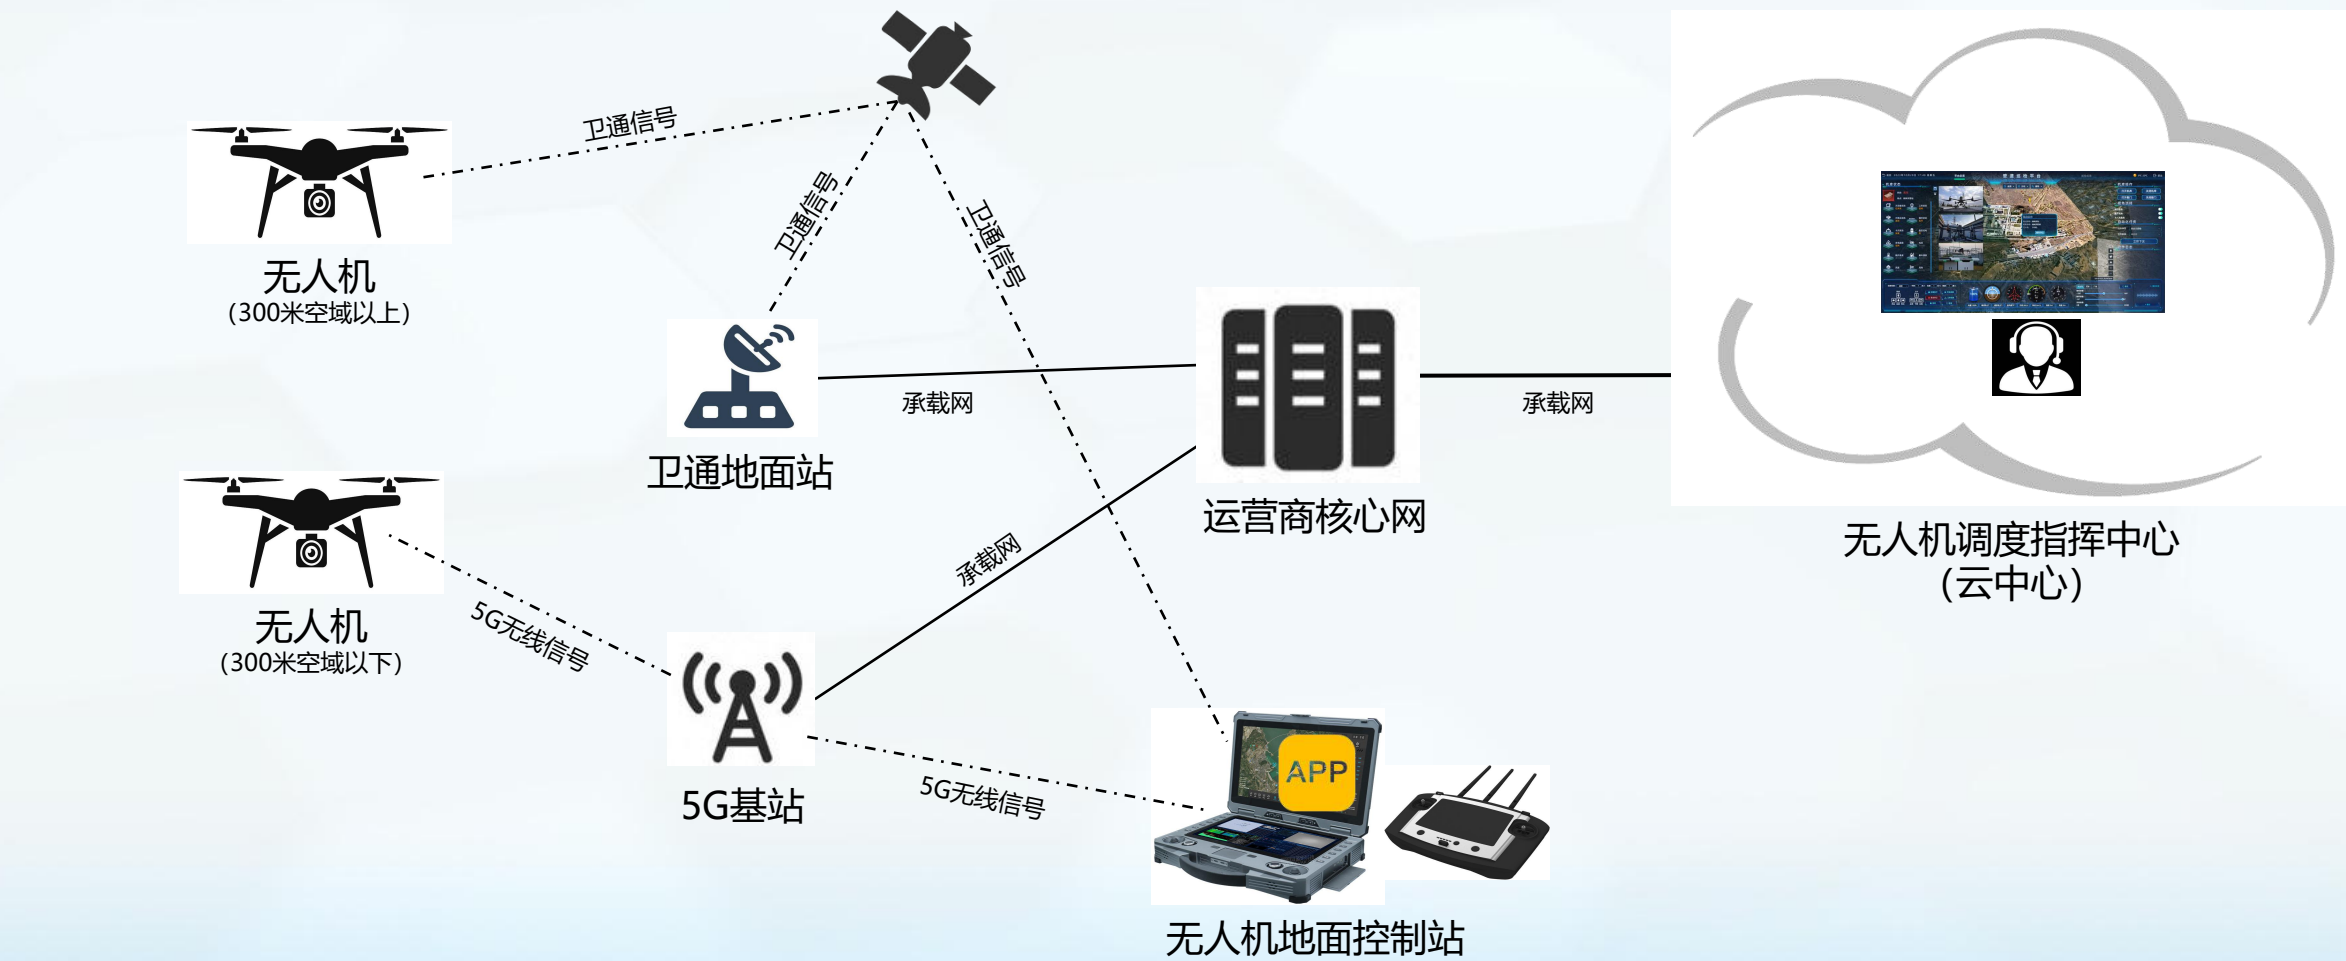 卫通信号
卫通信号
卫通信号
无人机
（300米空域以上）
承载网
承载网
卫通地面站
运营商核心网
无人机调度指挥中心
（云中心）
承载网
无人机
（300米空域以下）
5G无线信号
5G基站
5G无线信号
APP
无人机地面控制站